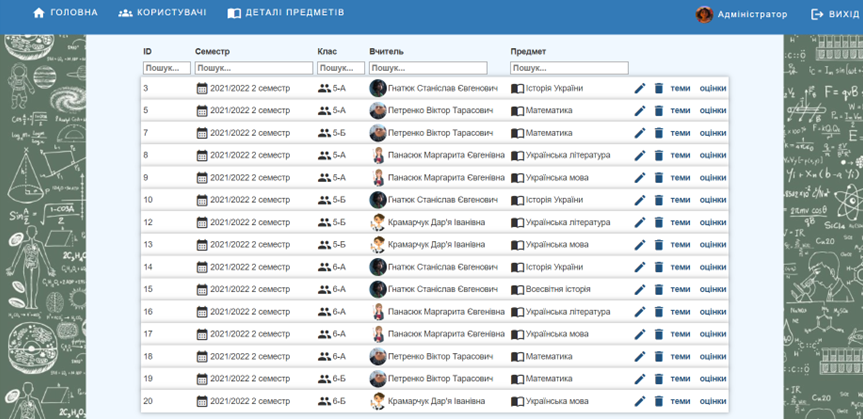 ГОЛОВНА КОРИСТУВАЧІ ДЕТАЛІ ПРЕДМЕТІВ Адміністратор ВИХІД
ID Семестр Клас Вчитель Предмет
Пошук... Пошук... Пошук... Пошук... Пошук...
3 2021/2022 2 семестр 5-А Гнатюк Станіслав Євгенович Історія України теми оцінки
5 2021/2022 2 семестр 5-А Петренко Віктор Тарасович Математика теми оцінки
7 2021/2022 2 семестр 5-Б Петренко Віктор Тарасович Математика теми оцінки
8 2021/2022 2 семестр 5-А Панасюк Маргарита Євгенівна Українська література теми оцінки
9 2021/2022 2 семестр 5-А Панасюк Маргарита Євгенівна Українська мова теми оцінки
10 2021/2022 2 семестр 5-Б Гнатюк Станіслав Євгенович Історія України теми оцінки
12 2021/2022 2 семестр 5-Б Крамарчук Дар'я Іванівна Українська література теми оцінки
13 2021/2022 2 семестр 5-Б Крамарчук Дар'я Іванівна Українська мова теми оцінки
14 2021/2022 2 семестр 6-А Гнатюк Станіслав Євгенович Історія України теми оцінки
15 2021/2022 2 семестр 6-А Гнатюк Станіслав Євгенович Всесвітня історія теми оцінки
16 2021/2022 2 семестр 6-А Панасюк Маргарита Євгенівна Українська література теми оцінки
17 2021/2022 2 семестр 6-А Панасюк Маргарита Євгенівна Українська мова теми оцінки
18 2021/2022 2 семестр 6-А Петренко Віктор Тарасович Математика теми оцінки
19 2021/2022 2 семестр 6-Б Петренко Віктор Тарасович Математика теми оцінки
20 2021/2022 2 семестр 6-Б Крамарчук Дар'я Іванівна Українська мова теми оцінки